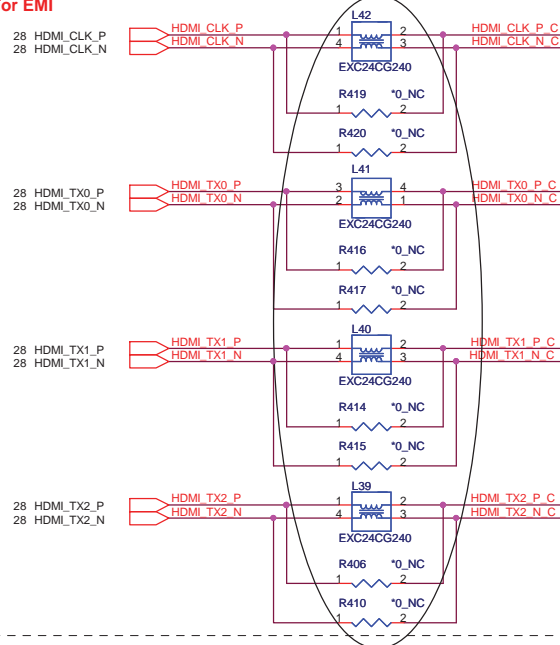 or EMI
L42
28 HDMI_CLK_P HDMI_CLK_P 1 2 HDMI_CLK_P_C
28 HDMI_CLK_N HDMI_CLK_N 4 3 HDMI_CLK_N_C
EXC24CG240
R419 *0_NC
1 2
R420 *0_NC
1 2
L41
28 HDMI_TX0_P HDMI_TX0_P 3 4 HDMI_TX0_P_C
28 HDMI_TX0_N HDMI_TX0_N 2 1 HDMI_TX0_N_C
EXC24CG240
R416 *0_NC
1 2
R417 *0_NC
1 2
L40
28 HDMI_TX1_P HDMI_TX1_P 1 2 HDMI_TX1_P_C
28 HDMI_TX1_N HDMI_TX1_N 4 3 HDMI_TX1_N_C
EXC24CG240
R414 *0_NC
1 2
R415 *0_NC
1 2
L39
28 HDMI_TX2_P HDMI_TX2_P 1 2 HDMI_TX2_P_C
28 HDMI_TX2_N HDMI_TX2_N 4 3 HDMI_TX2_N_C
EXC24CG240
R406 *0_NC
1 2
R410 *0_NC
1 2